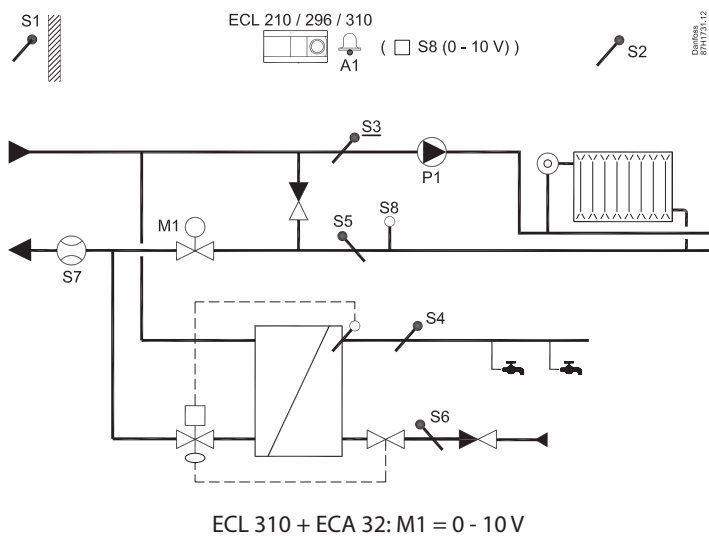 S1
ECL 210 / 296 / 310
A1
( S8 (0 - 10 V) )
S2
Danfoss
87H1731.12
S3
P1
M1
S8
S5
S7
S4
S6
ECL 310 + ECA 32: M1 = 0 - 10 V